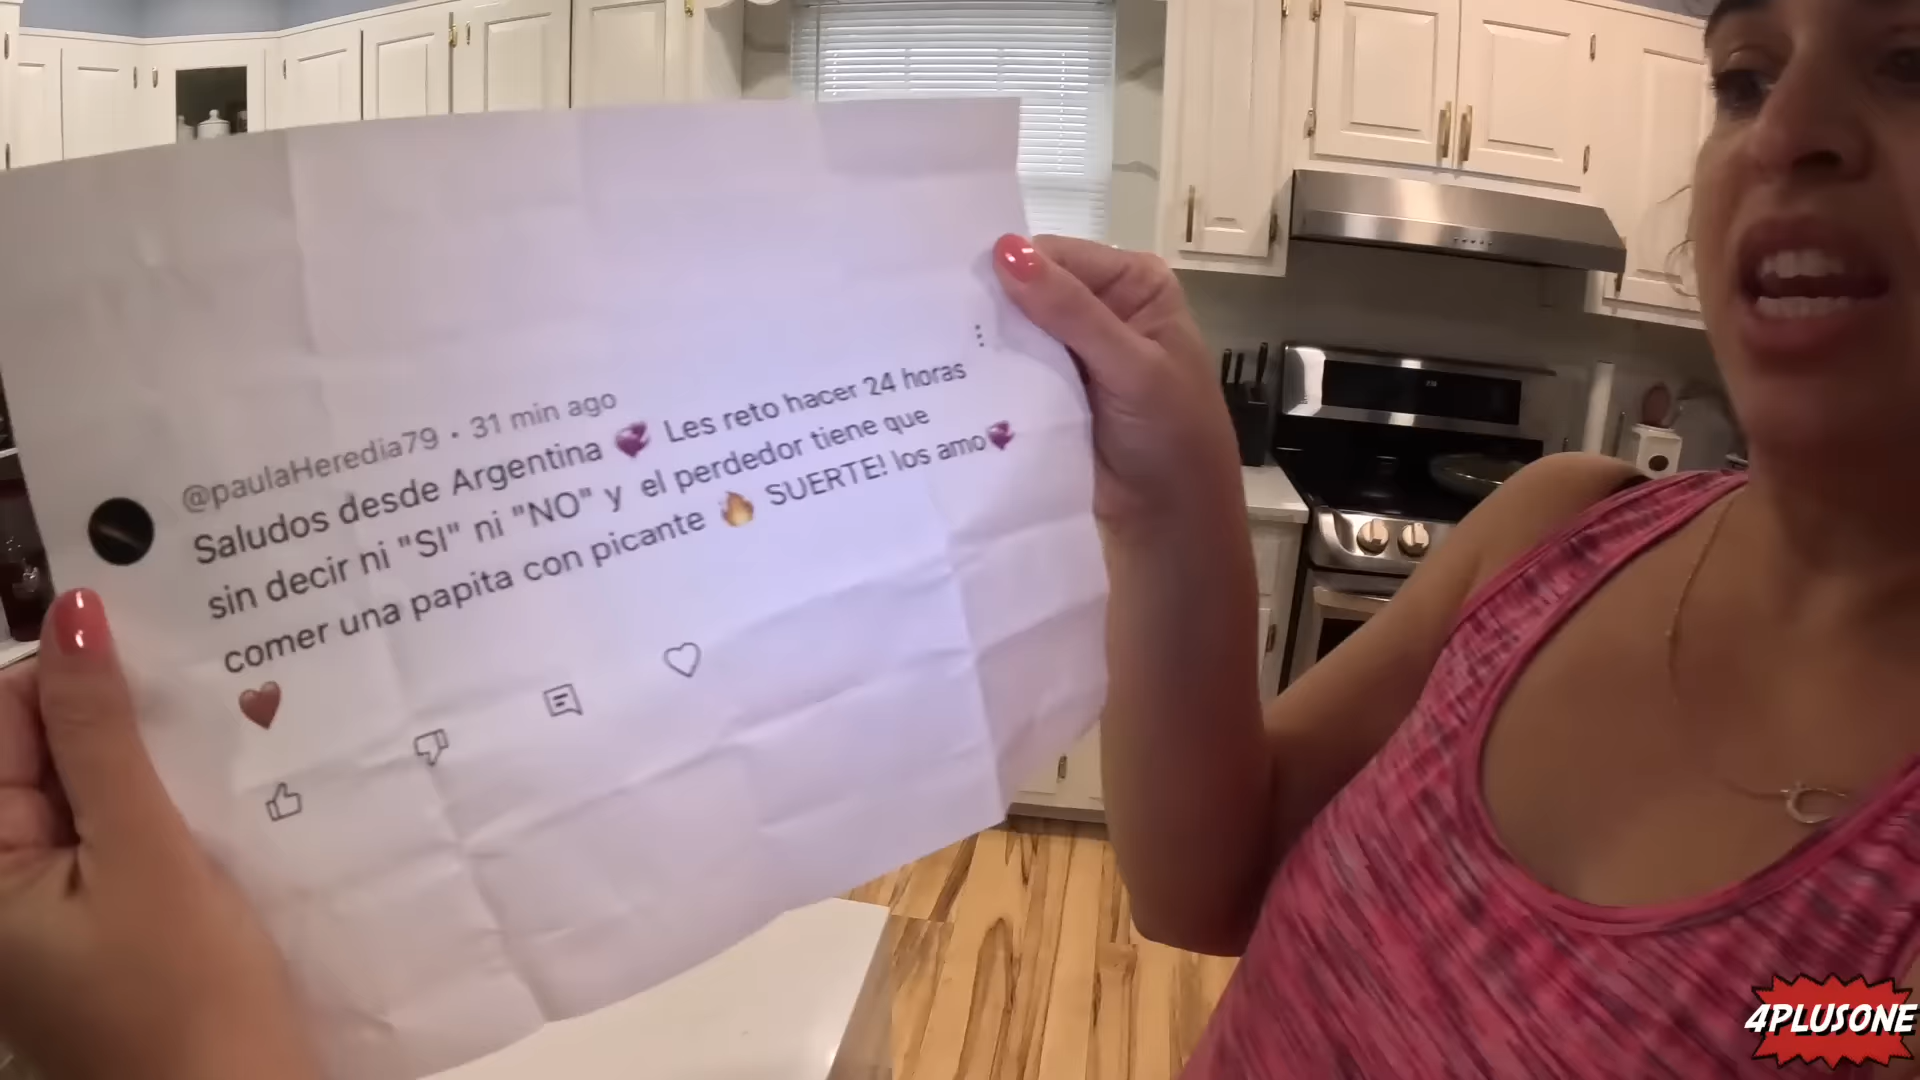 @paulaHeredia79 • 31 min ago
Saludos desde Argentina 💞 Les reto hacer 24 horas
sin decir ni "SI" ni "NO" y el perdedor tiene que
comer una papita con picante 🔥 SUERTE! los amo💞
❤️
4PLUSONE